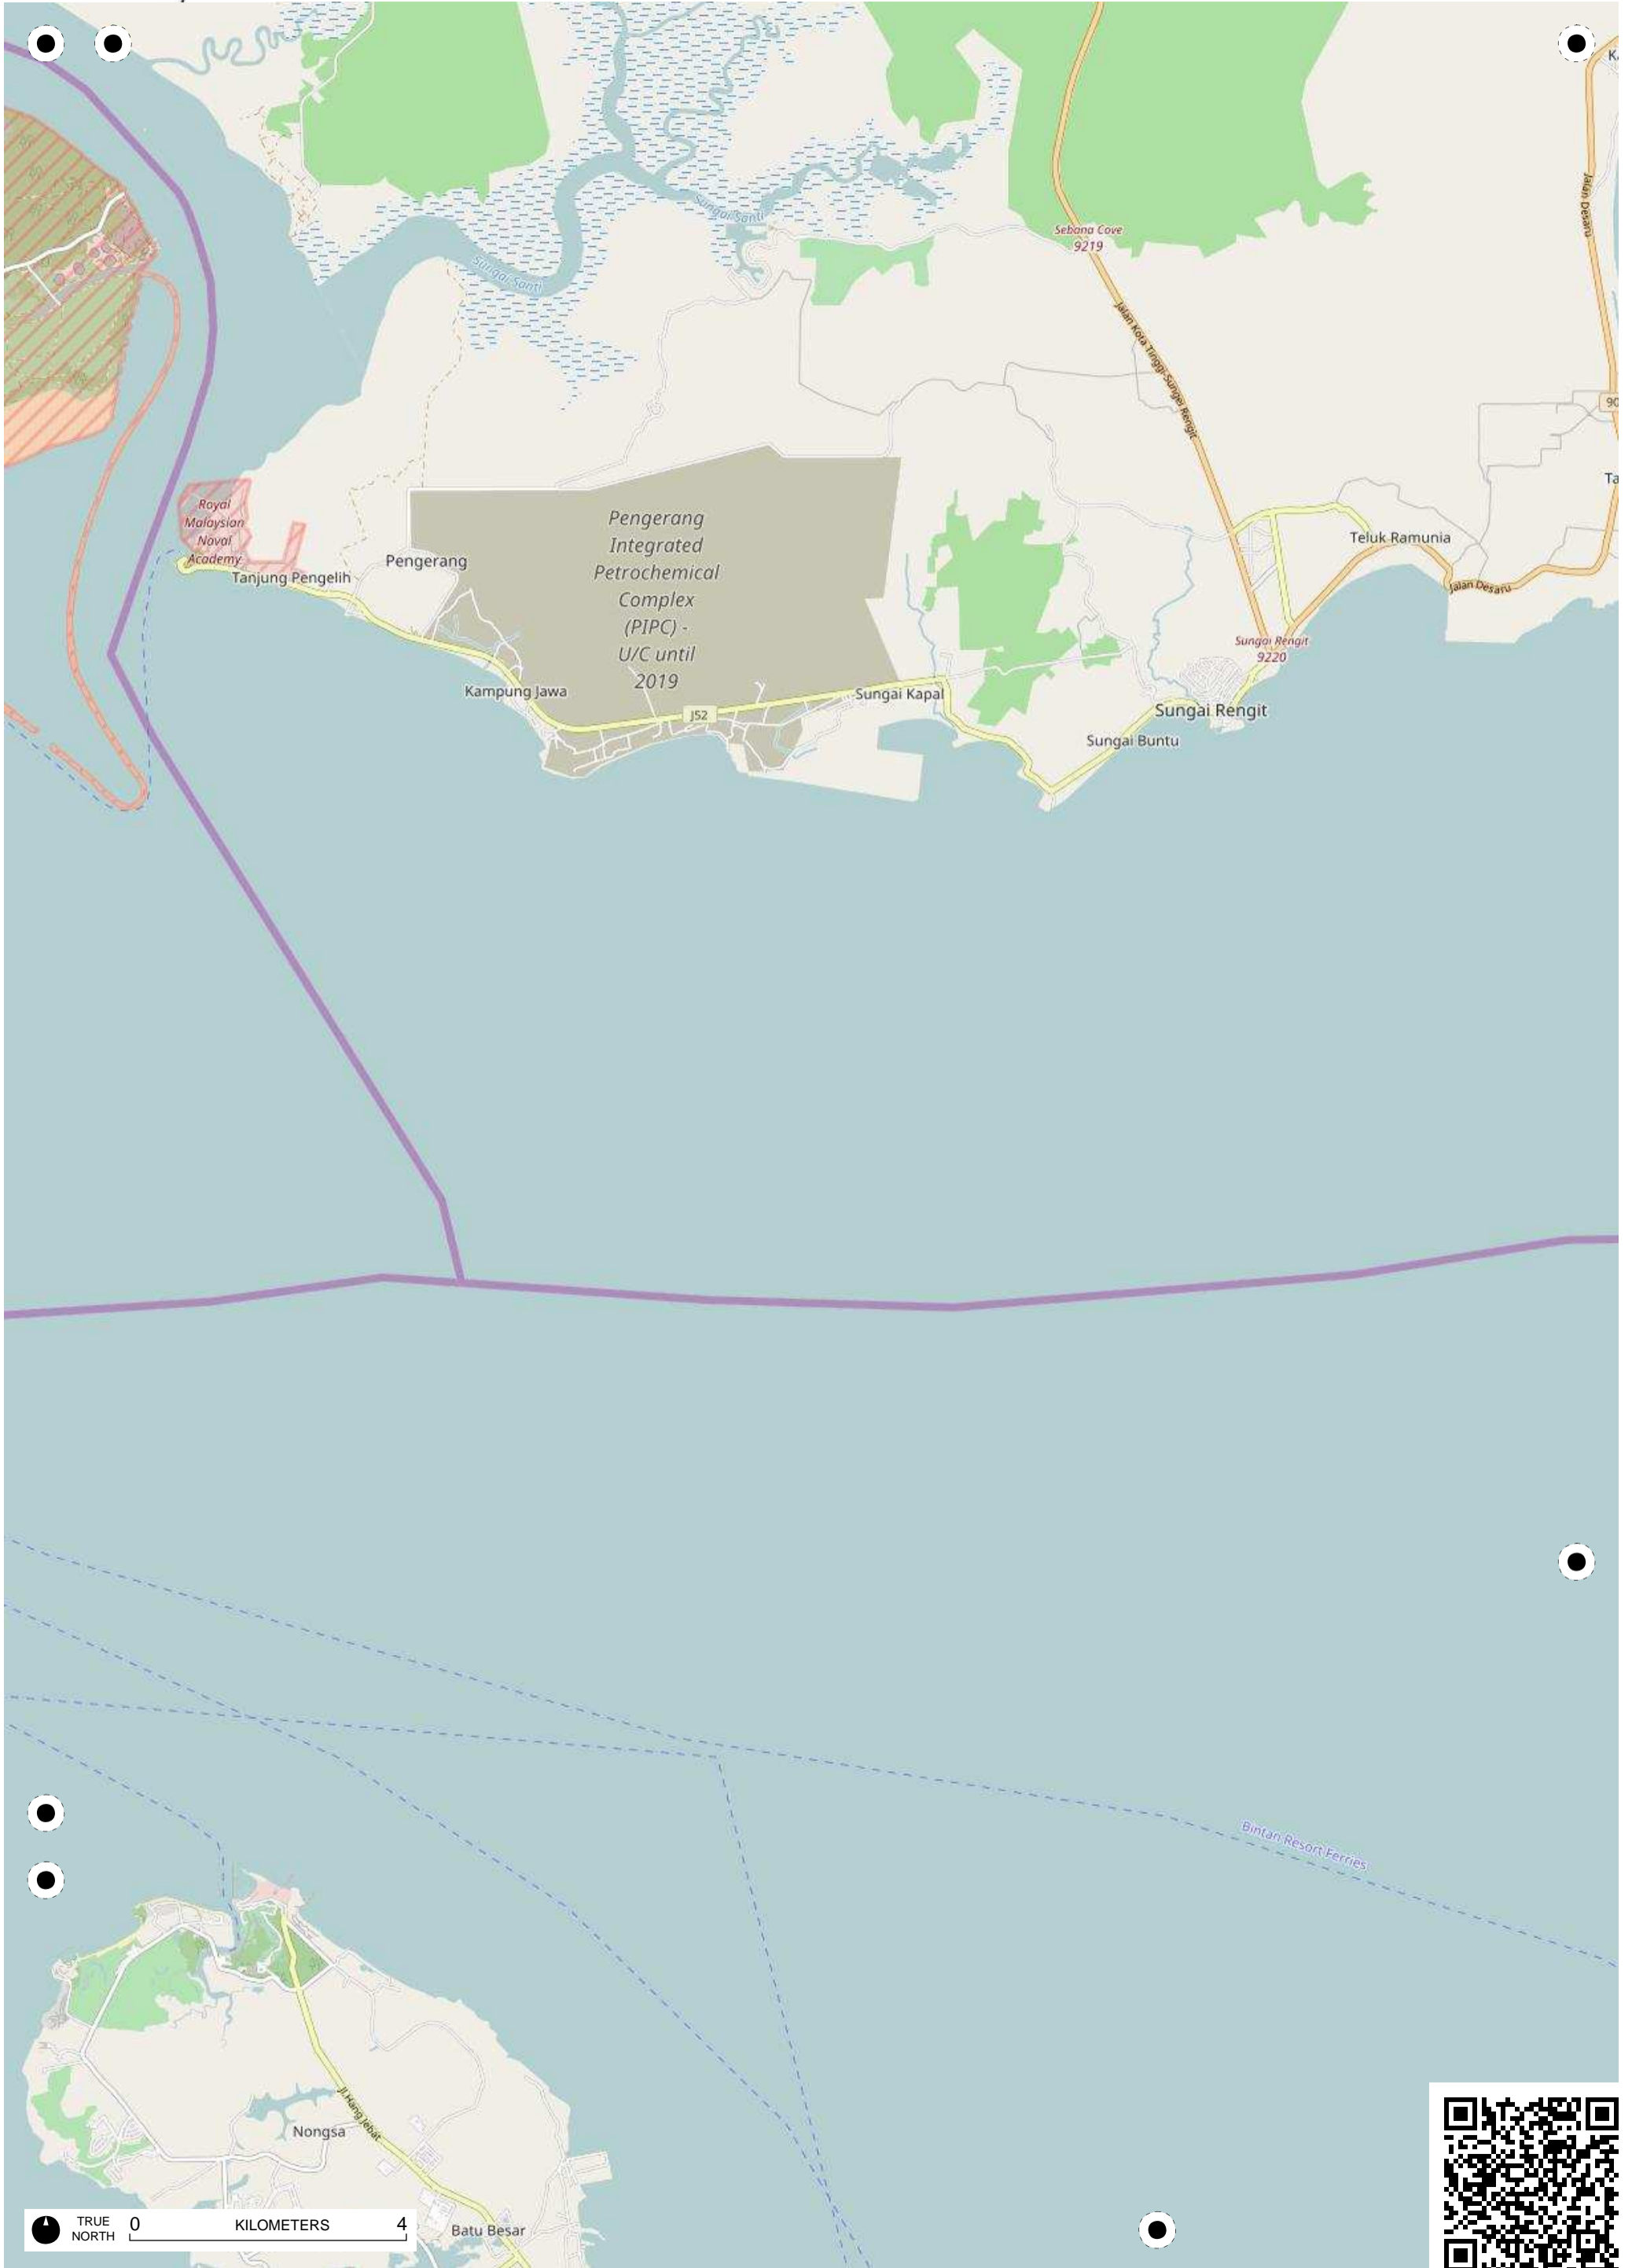 Sungai Santi
Sungai Santi
Sebana Cove
9219
Jalan Desaru
Jalan Kota Tinggi-Sungei Rengit
Royal
Malaysian
Naval
Academy
Tanjung Pengelih
Pengerang
Pengerang
Integrated
Petrochemical
Complex
(PIPC) -
U/C until
2019
Teluk Ramunia
Jalan Desaru
Sungai Rengit
9220
Kampung Jawa
J52
Sungai Kapal
Sungai Rengit
Sungai Buntu
Bintan Resort Ferries
Jl.Hang Jebat
Nongsa
Batu Besar
TRUE
NORTH
0 KILOMETERS 4